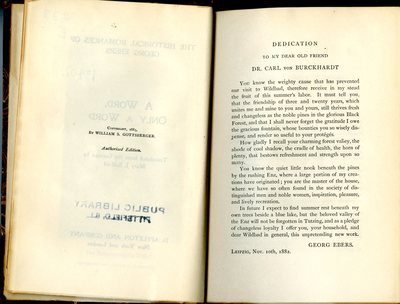 COPYRIGHT, 1883,
BY WILLIAM S. GOTTSBERGER.
Authorized Edition.
PUBLIC LIBRARY
DEDICATION
TO MY DEAR OLD FRIEND
DR. CARL VON BURCKHARDT
You know the weighty cause that has prevented
our visit to Wildbad, therefore receive in my stead
the fruit of this summer's labor. It must tell you,
that the friendship of three and twenty years, which
unites me and mine to you and yours, still thrives fresh
and changeless as the noble pines in the glorious Black
Forest, and that I shall never forget the gratitude I owe
the gracious fountain, whose bounties you so wisely dis-
pense, and render so useful to your protégés.
How gladly I recall your charming forest valley, the
abode of cool shadow, the cradle of health, the horn of
plenty, that bestows refreshment and strength upon so
many.
You know the quiet little nook beneath the pines
by the rushing Enz, where a large portion of my cre-
ations have originated; you are the master of the house,
where we have so often found in the society of dis-
tinguished men and noble women, inspiration, pleasure,
and lively recreation.
In future I expect to find summer rest beneath my
own trees beside a blue lake, but the beloved valley of
the Enz will not be forgotten in Tutzing, and as a pledge
of changeless loyalty I offer you, your household, and
dear Wildbad in general, this unpretending new work.
GEORG EBERS.
LEIPZIG, Nov. 10th, 1882.